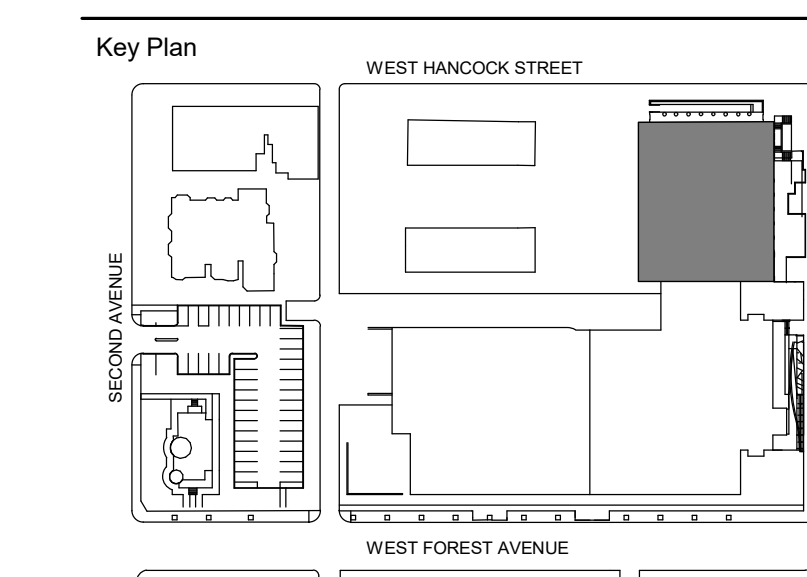 Key Plan
WEST HANCOCK STREET
SECOND AVENUE
WEST FOREST AVENUE